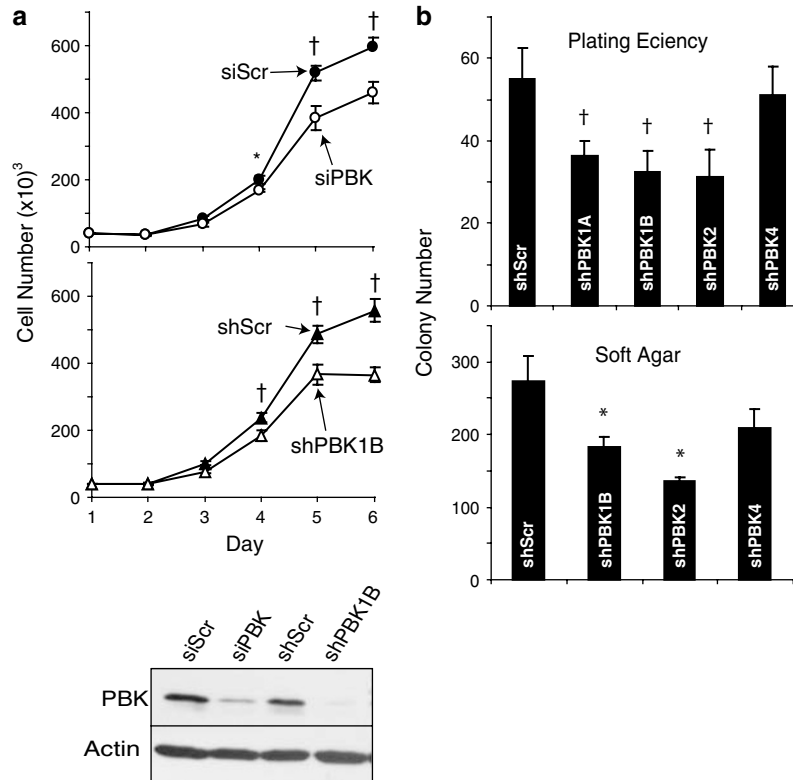 a
600
400
200
0
siScr
†
†
*
siPBK
Cell Number (x10)³
600
400
200
0
shScr
†
†
†
shPBK1B
1 2 3 4 5 6
Day
siScr siPBK shScr shPBK1B
PBK
Actin
b
Plating Eciency
80
60
40
20
0
† † †
shScr shPBK1A shPBK1B shPBK2 shPBK4
Colony Number
Soft Agar
300
200
100
0
* *
shScr shPBK1B shPBK2 shPBK4